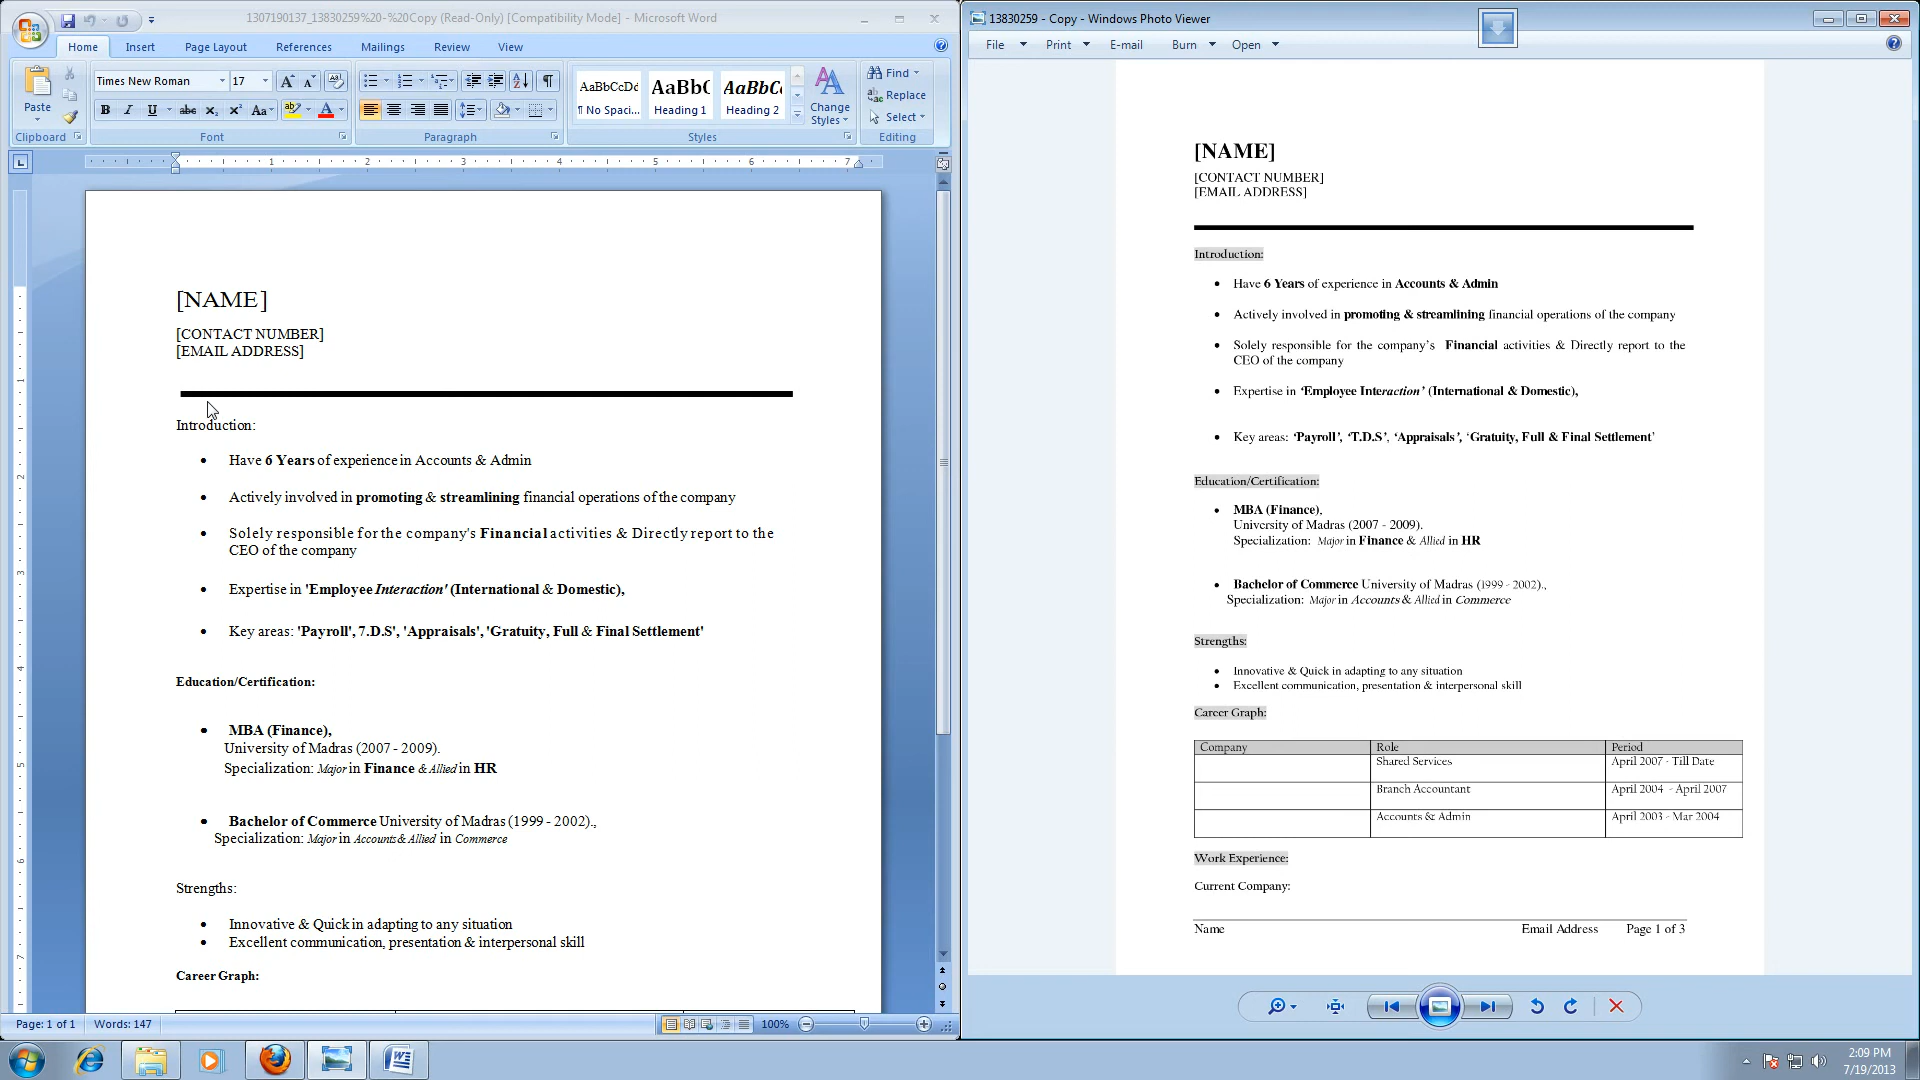 1307190137_13830259%20-%20Copy (Read-Only) [Compatibility Mode] - Microsoft Word
Home Insert Page Layout References Mailings Review View
Times New Roman 17
Paste
B I U abc x₂ x² Aa ab A
AaBbCcDd AaBbC AaBbC
¶ No Spaci... Heading 1 Heading 2
Change Styles
Find
Replace
Select
Clipboard Font Paragraph Styles Editing
1 2 3 4 5 6 7
[NAME]
[CONTACT NUMBER]
[EMAIL ADDRESS]
Introduction:
• Have 6 Years of experience in Accounts & Admin
• Actively involved in promoting & streamlining financial operations of the company
• Solely responsible for the company's Financial activities & Directly report to the
CEO of the company
• Expertise in 'Employee Interaction' (International & Domestic),
• Key areas: 'Payroll', 7.D.S', 'Appraisals', 'Gratuity, Full & Final Settlement'
Education/Certification:
• MBA (Finance),
University of Madras (2007 - 2009).
Specialization: Major in Finance & Allied in HR
• Bachelor of Commerce University of Madras (1999 - 2002).,
Specialization: Major in Accounts & Allied in Commerce
Strengths:
• Innovative & Quick in adapting to any situation
• Excellent communication, presentation & interpersonal skill
Career Graph:
Page: 1 of 1 Words: 147 100%
13830259 - Copy - Windows Photo Viewer
File Print E-mail Burn Open
[NAME]
[CONTACT NUMBER]
[EMAIL ADDRESS]
Introduction:
• Have 6 Years of experience in Accounts & Admin
• Actively involved in promoting & streamlining financial operations of the company
• Solely responsible for the company's Financial activities & Directly report to the
CEO of the company
• Expertise in ‘Employee Interaction’ (International & Domestic),
• Key areas: ‘Payroll’, ‘T.D.S’, ‘Appraisals’, ‘Gratuity, Full & Final Settlement’
Education/Certification:
• MBA (Finance),
University of Madras (2007 - 2009).
Specialization: Major in Finance & Allied in HR
• Bachelor of Commerce University of Madras (1999 - 2002).,
Specialization: Major in Accounts & Allied in Commerce
Strengths:
• Innovative & Quick in adapting to any situation
• Excellent communication, presentation & interpersonal skill
Career Graph:
Company Role Period
Shared Services April 2007 - Till Date
Branch Accountant April 2004 - April 2007
Accounts & Admin April 2003 - Mar 2004
Work Experience:
Current Company:
Name Email Address Page 1 of 3
2:09 PM
7/19/2013